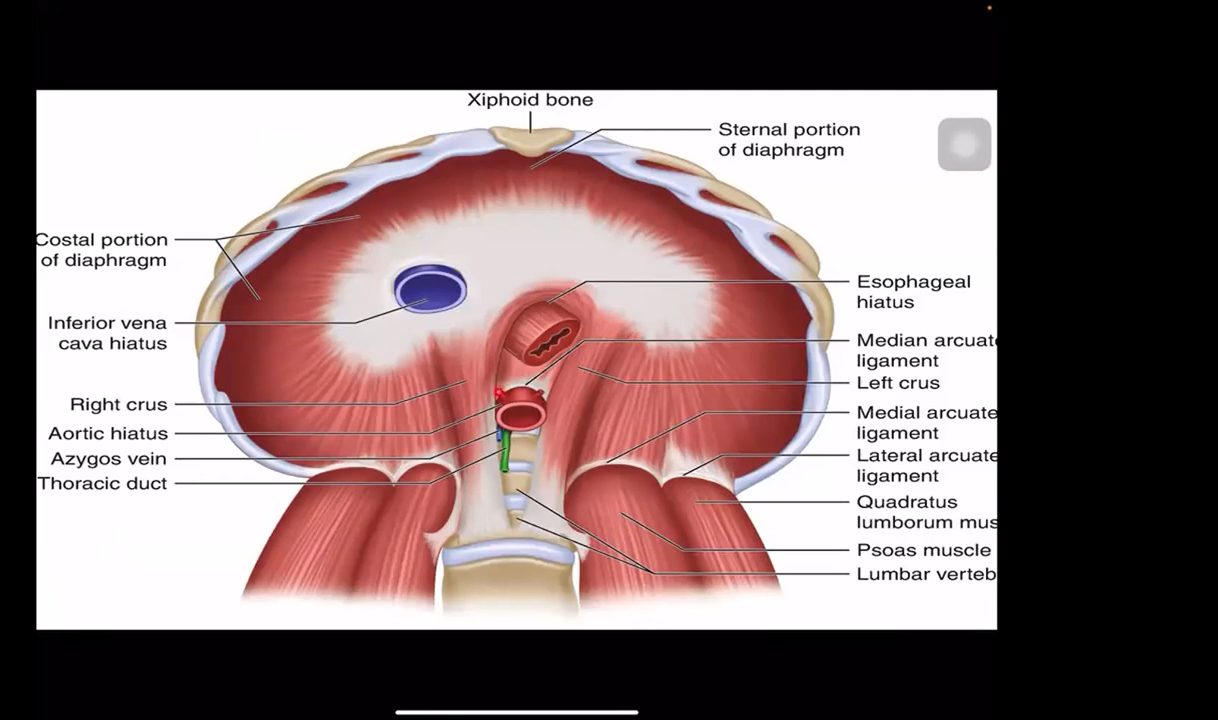 Xiphoid bone
Sternal portion
of diaphragm
Costal portion
of diaphragm
Inferior vena
cava hiatus
Right crus
Aortic hiatus
Azygos vein
Thoracic duct
Esophageal
hiatus
Median arcuate
ligament
Left crus
Medial arcuate
ligament
Lateral arcuate
ligament
Quadratus
lumborum mus
Psoas muscle
Lumbar verteb